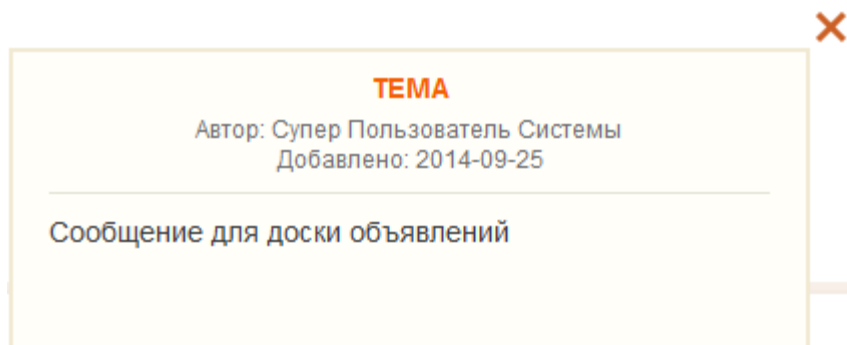 ТЕМА
Автор: Супер Пользователь Системы
Добавлено: 2014-09-25
Сообщение для доски объявлений